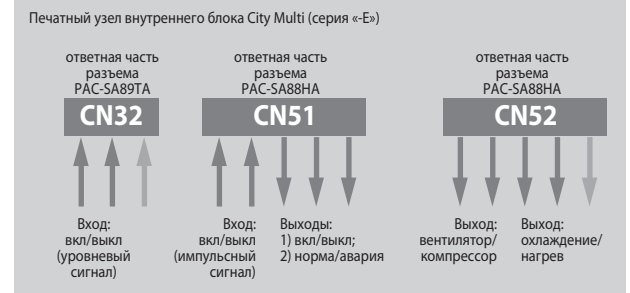 Печатный узел внутреннего блока City Multi (серия «-E»)
ответная часть
разъема
PAC-SA89TA
CN32
Вход:
вкл/выкл
(уровневый
сигнал)
ответная часть
разъема
PAC-SA88HA
CN51
Вход:
вкл/выкл
(импульсный
сигнал)
Выходы:
1) вкл/выкл;
2) норма/авария
ответная часть
разъема
PAC-SA88HA
CN52
Выход:
вентилятор/
компрессор
Выход:
охлаждение/
нагрев